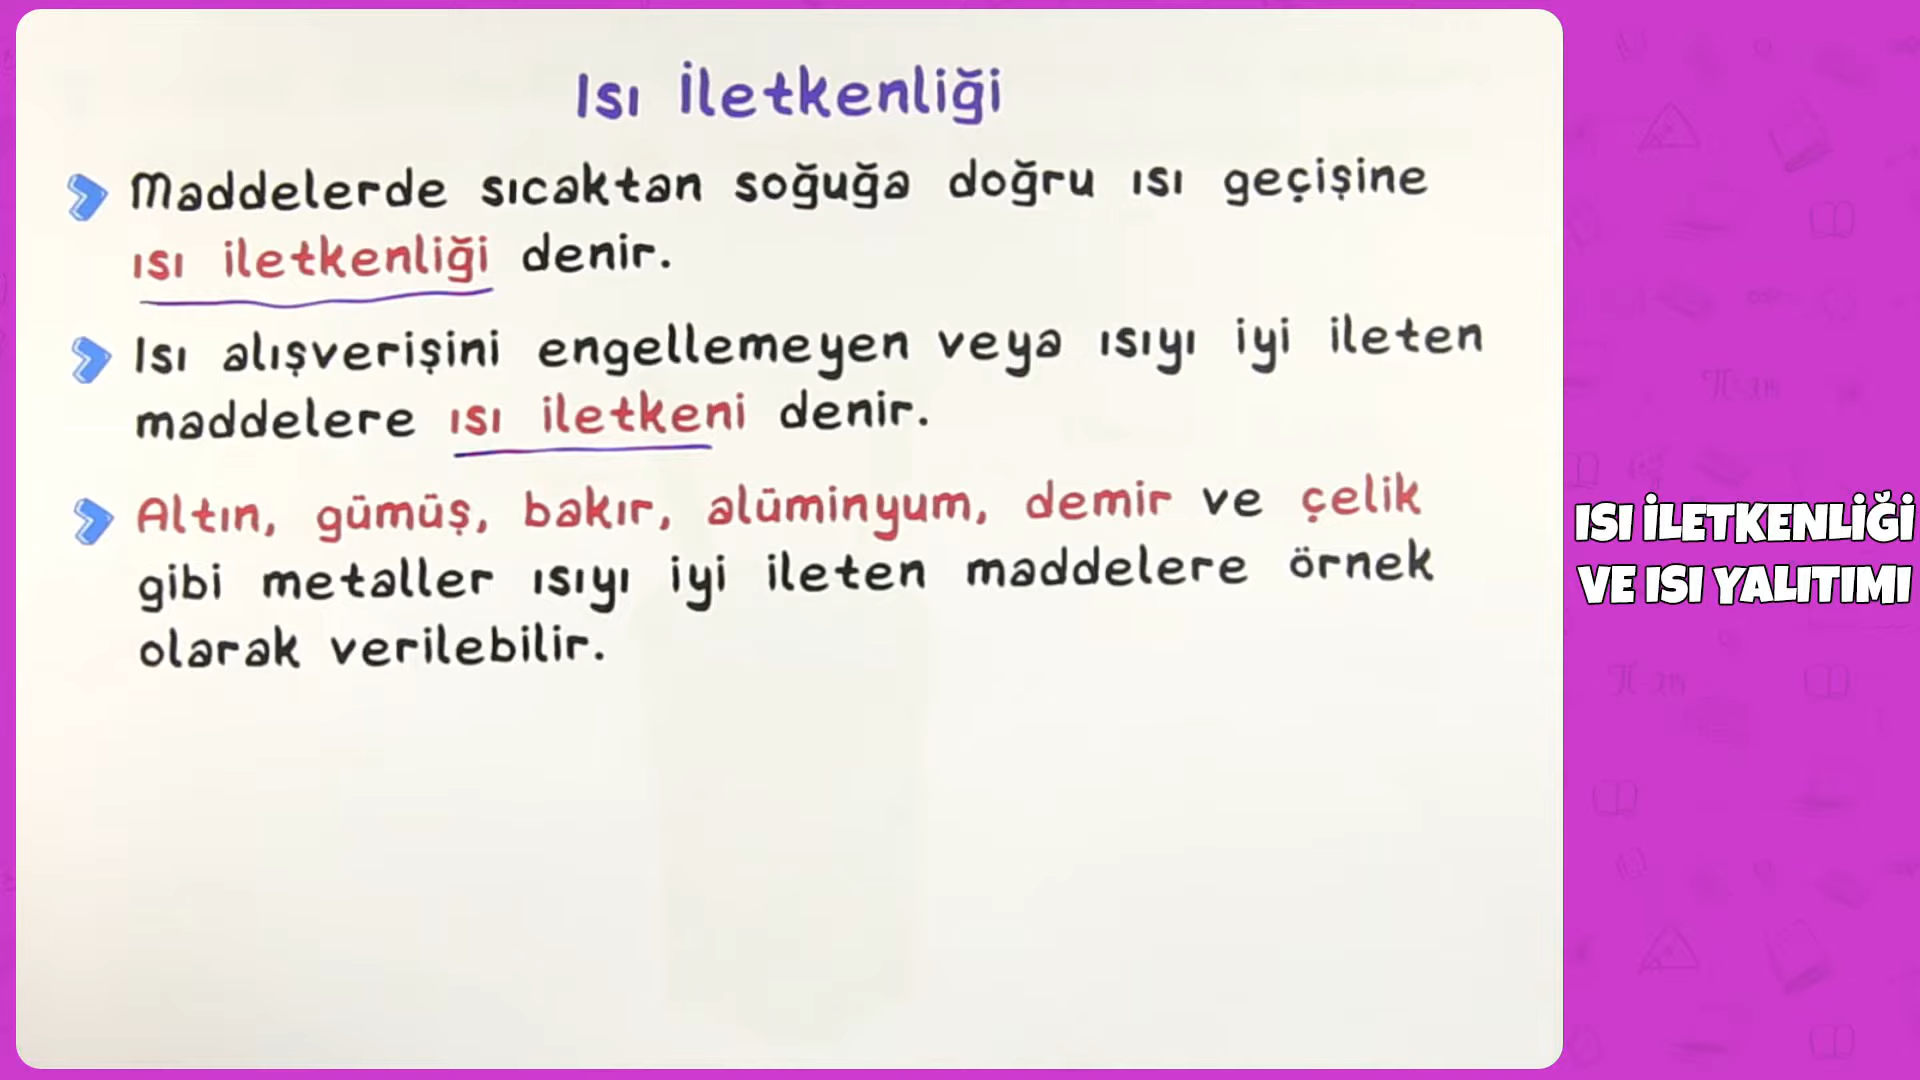 Isı İletkenliği
Maddelerde sıcaktan soğuğa doğru ısı geçişine
ısı iletkenliği denir.
Isı alışverişini engellemeyen veya ısıyı iyi ileten
maddelere ısı iletkeni denir.
Altın, gümüş, bakır, alüminyum, demir ve çelik
gibi metaller ısıyı iyi ileten maddelere örnek
olarak verilebilir.
ISI İLETKENLİĞİ
VE ISI YALITIMI